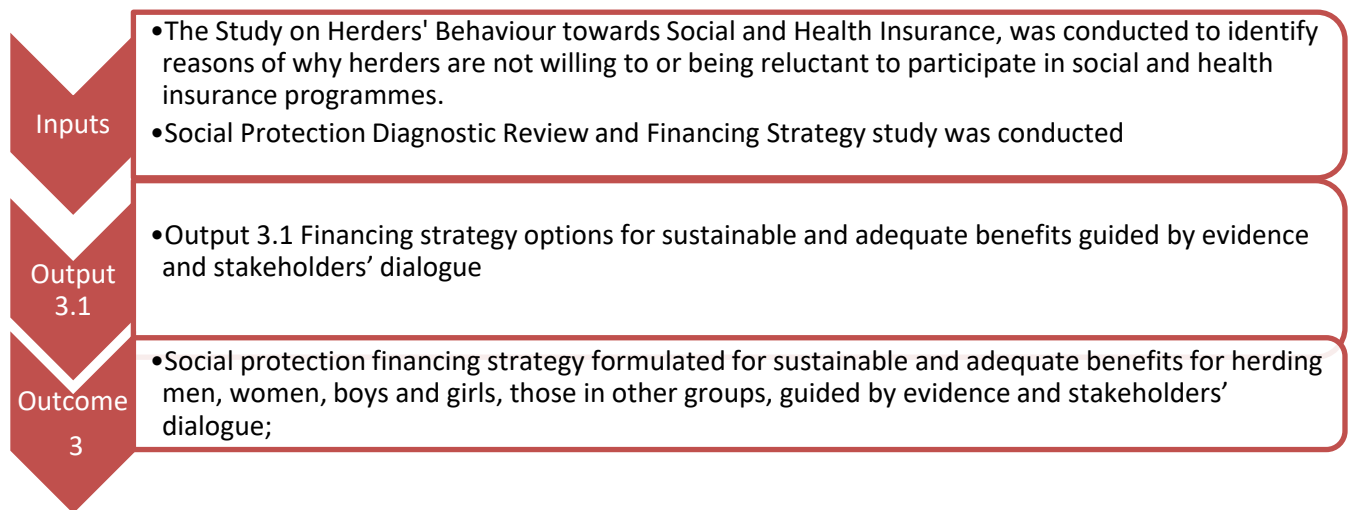 Inputs
•The Study on Herders' Behaviour towards Social and Health Insurance, was conducted to identify
reasons of why herders are not willing to or being reluctant to participate in social and health
insurance programmes.
•Social Protection Diagnostic Review and Financing Strategy study was conducted
Output
3.1
•Output 3.1 Financing strategy options for sustainable and adequate benefits guided by evidence
and stakeholders’ dialogue
Outcome
3
•Social protection financing strategy formulated for sustainable and adequate benefits for herding
men, women, boys and girls, those in other groups, guided by evidence and stakeholders’
dialogue;